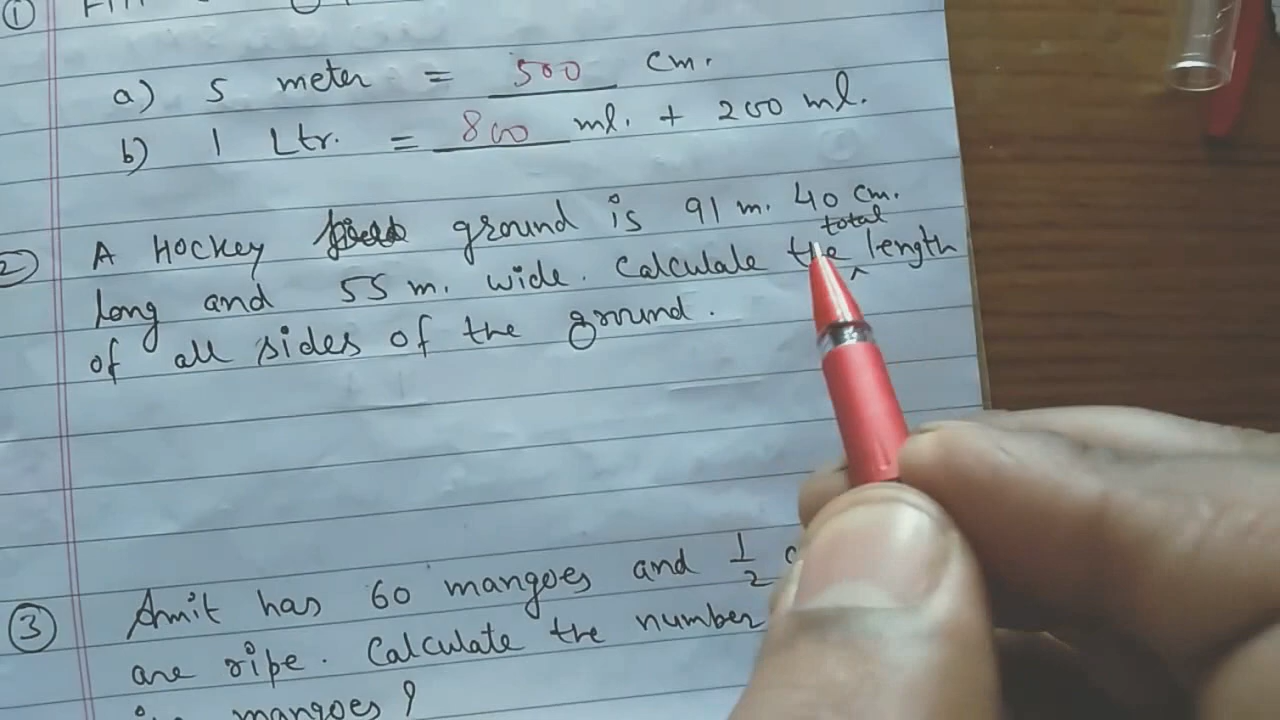 ①
a) 5 meter = 500 cm.
b) 1 Ltr. = 800 ml. + 200 ml.
② A Hockey ground is 91 m. 40 cm.
long and 55 m. wide. Calculate the total length
of all sides of the ground.
③ Amit has 60 mangoes and 1/2
are ripe. Calculate the number
mangoes?